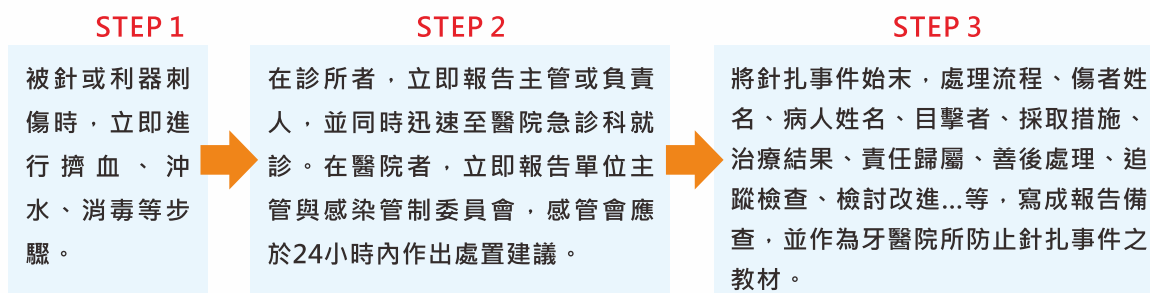 STEP 1
被針或利器刺
傷時，立即進
行擠血、沖
水、消毒等步
驟。
STEP 2
在診所者，立即報告主管或負責
人，並同時迅速至醫院急診科就
診。在醫院者，立即報告單位主
管與感染管制委員會，感管會應
於24小時內作出處置建議。
STEP 3
將針扎事件始末，處理流程、傷者姓
名、病人姓名、目擊者、採取措施、
治療結果、責任歸屬、善後處理、追
蹤檢查、檢討改進...等，寫成報告備
查，並作為牙醫院所防止針扎事件之
教材。